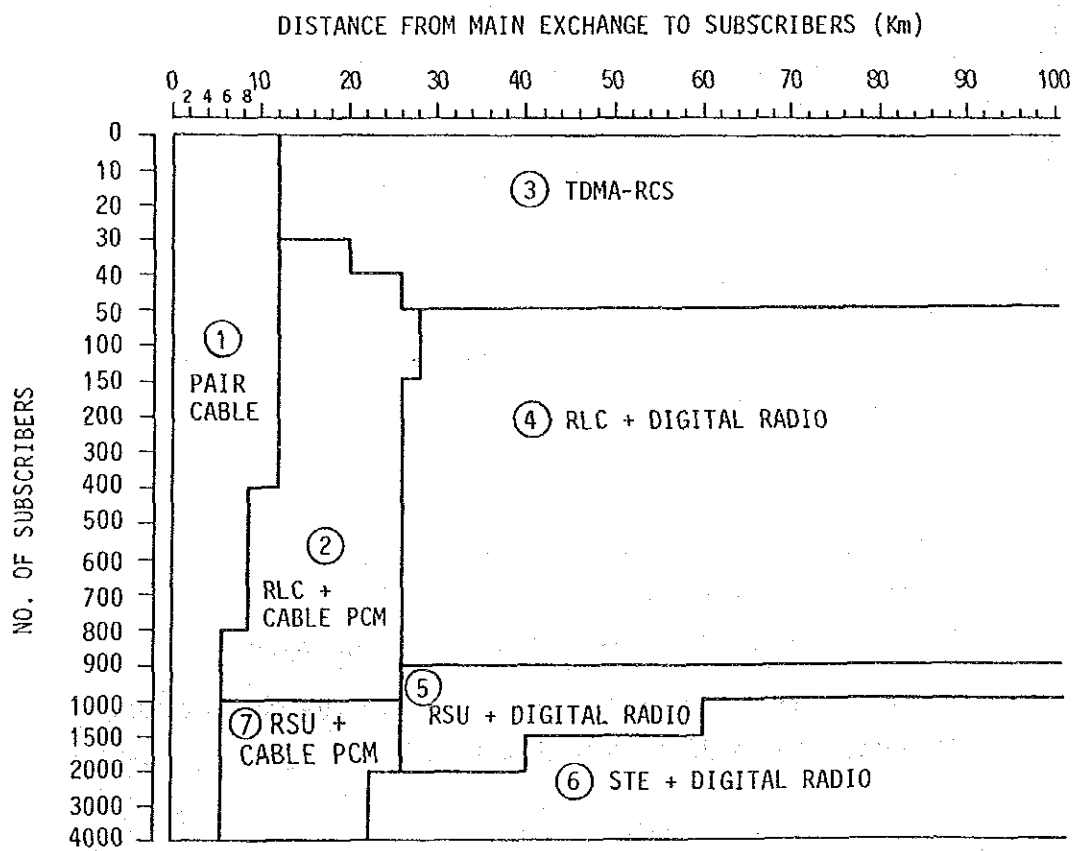 DISTANCE FROM MAIN EXCHANGE TO SUBSCRIBERS (Km)
0 2 4 6 8 10 20 30 40 50 60 70 80 90 100
NO. OF SUBSCRIBERS
0
10
20
30
40
50
100
150
200
300
400
500
600
700
800
900
1000
1500
2000
3000
4000
③ TDMA-RCS
①
PAIR
CABLE
④ RLC + DIGITAL RADIO
②
RLC +
CABLE PCM
⑤
RSU + DIGITAL RADIO
⑦ RSU +
CABLE PCM
⑥ STE + DIGITAL RADIO